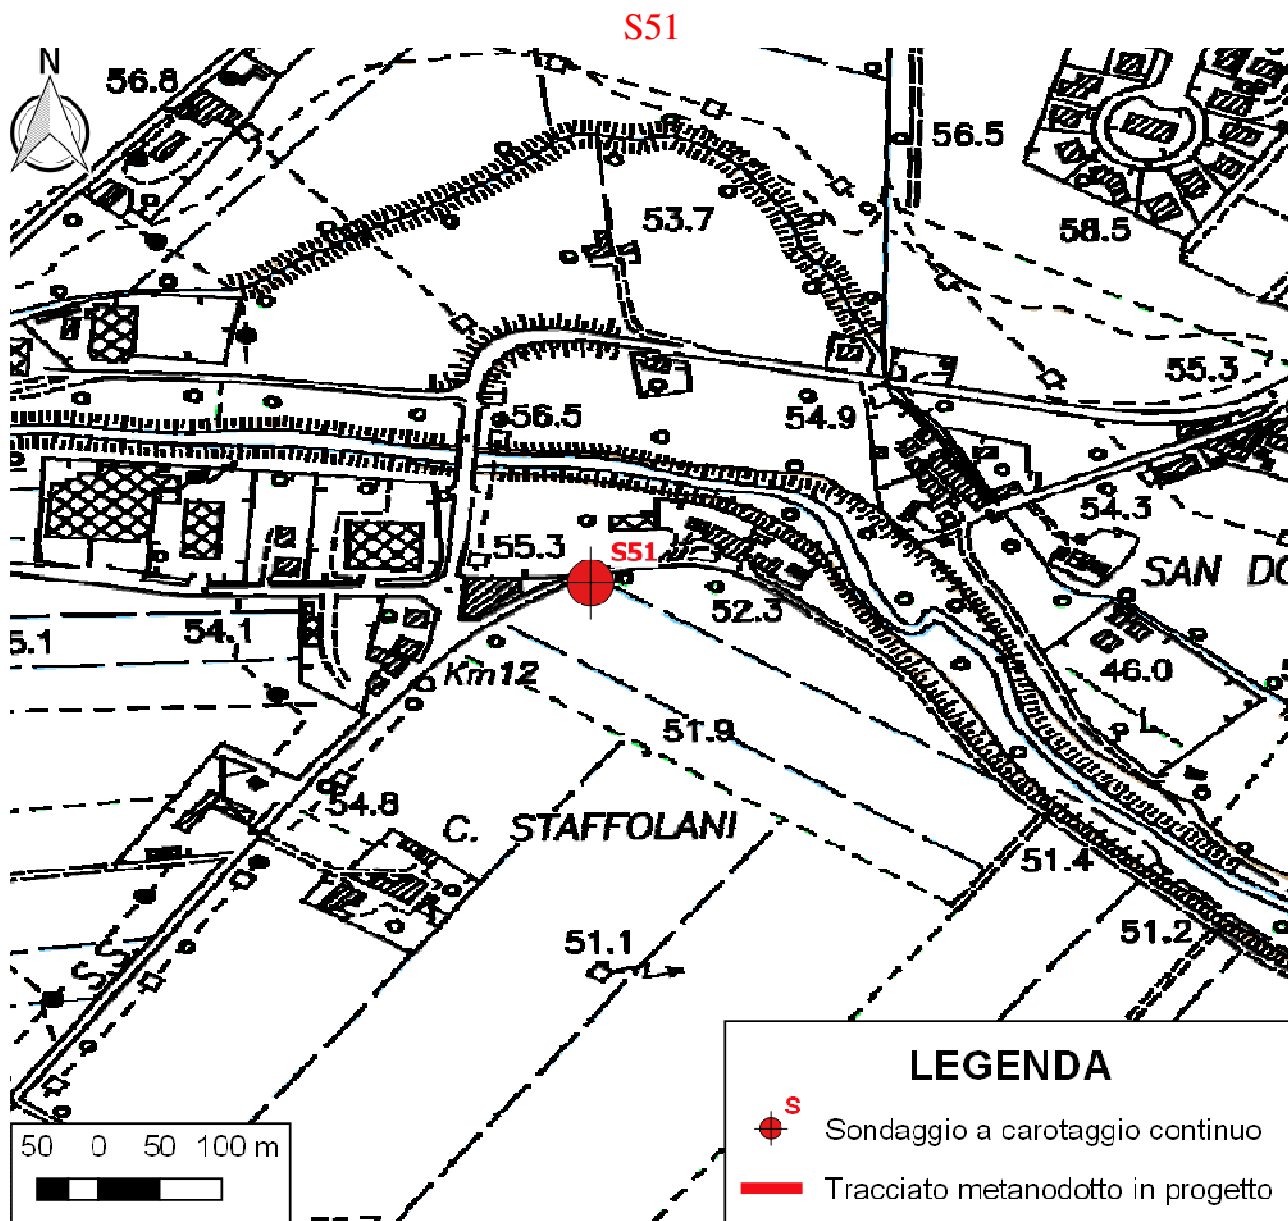 S51
N
56.8
56.5
53.7
58.5
55.3
56.5
54.9
54.3
55.3
S51
SAN DO
52.3
5.1
54.1
46.0
Km12
51.9
54.8
C. STAFFOLANI
51.4
51.2
51.1
S.S.
LEGENDA
S
Sondaggio a carotaggio continuo
Tracciato metanodotto in progetto
50 0 50 100 m